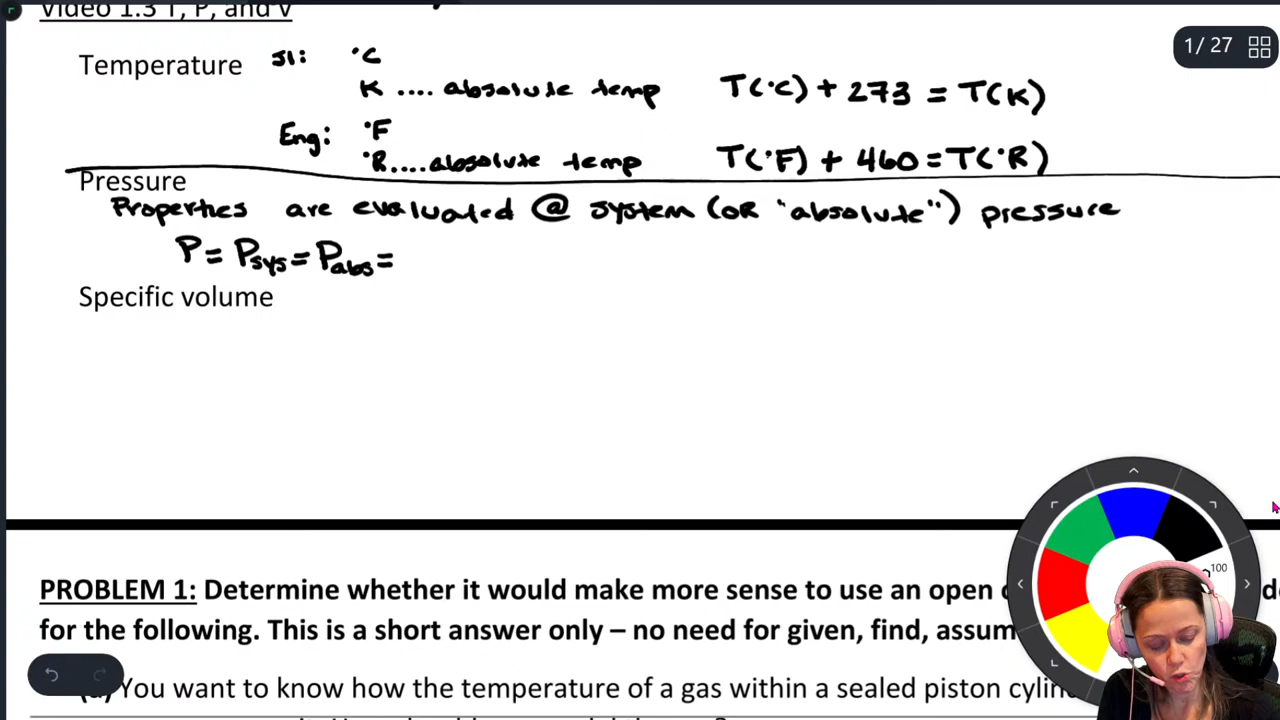 Video 1.3 T, P, and V
Temperature SI: °C
K .... absolute temp T(°C) + 273 = T(K)
Eng: °F
°R....absolute temp T(°F) + 460 = T(°R)
Pressure
Properties are evaluated @ system (OR "absolute") pressure
P = Psys = Pabs =
Specific volume
1/ 27
100
PROBLEM 1: Determine whether it would make more sense to use an open
for the following. This is a short answer only – no need for given, find, assum
You want to know how the temperature of a gas within a sealed piston cylin